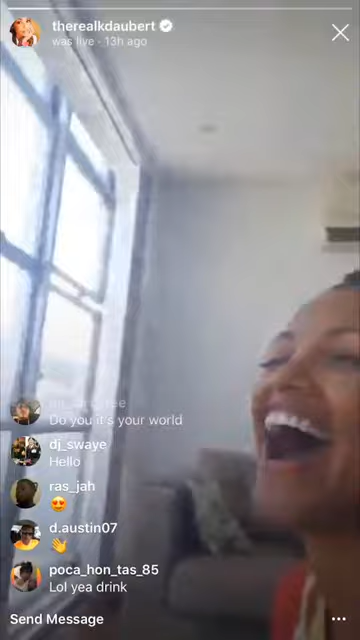 therealkdaubert
was live · 13h ago
Do you it's your world
dj_swaye
Hello
ras_jah
😍
d.austin07
👋
poca_hon_tas_85
Lol yea drink
Send Message